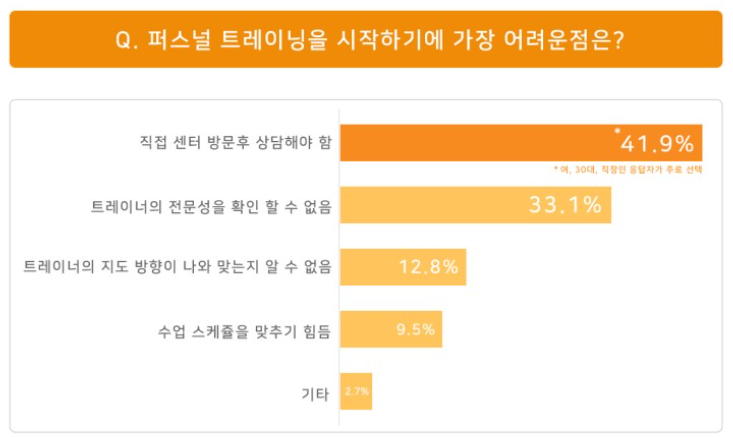 Q. 퍼스널 트레이닝을 시작하기에 가장 어려운점은?
직접 센터 방문후 상담해야 함
*41.9%
* 여, 30대, 직장인 응답자가 주로 선택
트레이너의 전문성을 확인 할 수 없음
33.1%
트레이너의 지도 방향이 나와 맞는지 알 수 없음
12.8%
수업 스케쥴을 맞추기 힘듬
9.5%
기타
2.7%